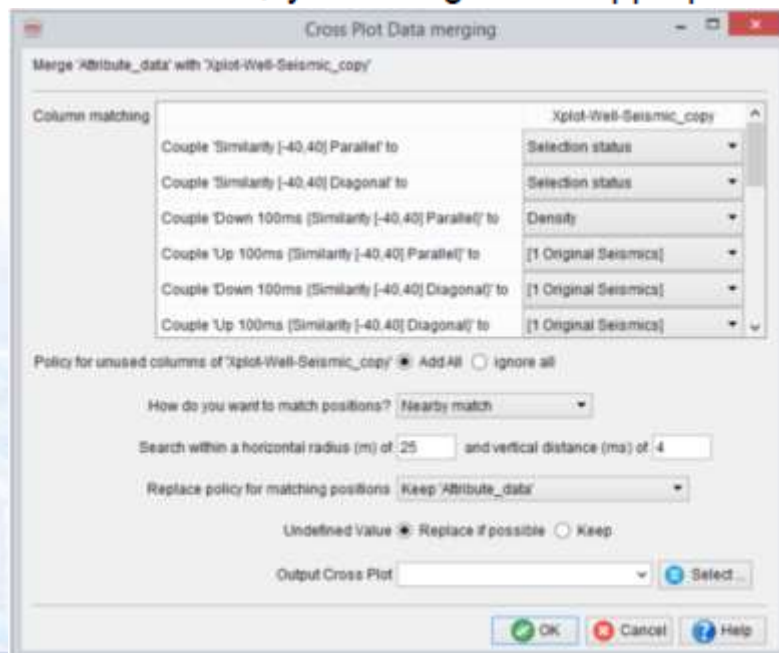 Cross Plot Data merging
Merge 'Attribute_data' with 'Xplot-Well-Seismic_copy'
Column matching
Xplot-Well-Seismic_copy
Couple 'Similarity [-40,40] Parallel' to Selection status
Couple 'Similarity [-40,40] Diagonal' to Selection status
Couple 'Down 100ms (Similarity [-40,40] Parallel)' to Density
Couple 'Up 100ms (Similarity [-40,40] Parallel)' to [1 Original Seismics]
Couple 'Down 100ms (Similarity [-40,40] Diagonal)' to [1 Original Seismics]
Couple 'Up 100ms (Similarity [-40,40] Diagonal)' to [1 Original Seismics]
Policy for unused columns of 'Xplot-Well-Seismic_copy' Add All ignore all
How do you want to match positions? Nearby match
Search within a horizontal radius (m) of 25 and vertical distance (ms) of 4
Replace policy for matching positions Keep 'Attribute_data'
Undefined Value Replace if possible Keep
Output Cross Plot Select ...
OK Cancel Help